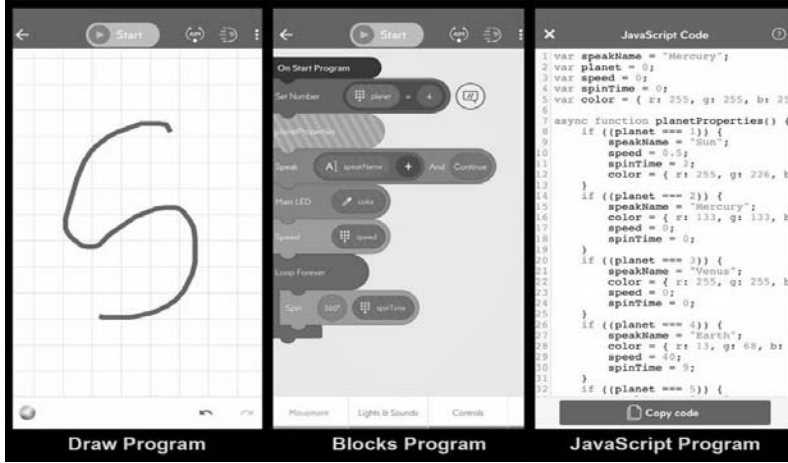 Start
Draw Program
Start
On Start Program
Set Number planet = 4
planetProperties
Speak A speakName + And Continue
Main LED color
Speed speed
Loop Forever
Spin 360° spinTime
Movement Lights & Sounds Controls
Blocks Program
JavaScript Code
1 var speakName = "Mercury";
2 var planet = 0;
3 var speed = 0;
4 var spinTime = 0;
5 var color = { r: 255, g: 255, b: 25
7 async function planetProperties() {
8 if ((planet === 1)) {
9 speakName = "Sun";
10 speed = 0.5;
11 spinTime = 2;
12 color = { r: 255, g: 226, b
13 }
14 if ((planet === 2)) {
15 speakName = "Mercury";
16 color = { r: 133, g: 133, b
17 speed = 0;
18 spinTime = 0;
19 }
20 if ((planet === 3)) {
21 speakName = "Venus";
22 color = { r: 255, g: 255, b
23 speed = 0;
24 spinTime = 0;
25 }
26 if ((planet === 4)) {
27 speakName = "Earth";
28 color = { r: 13, g: 68, b:
29 speed = 40;
30 spinTime = 9;
31 }
32 if ((planet === 5)) {
Copy code
JavaScript Program